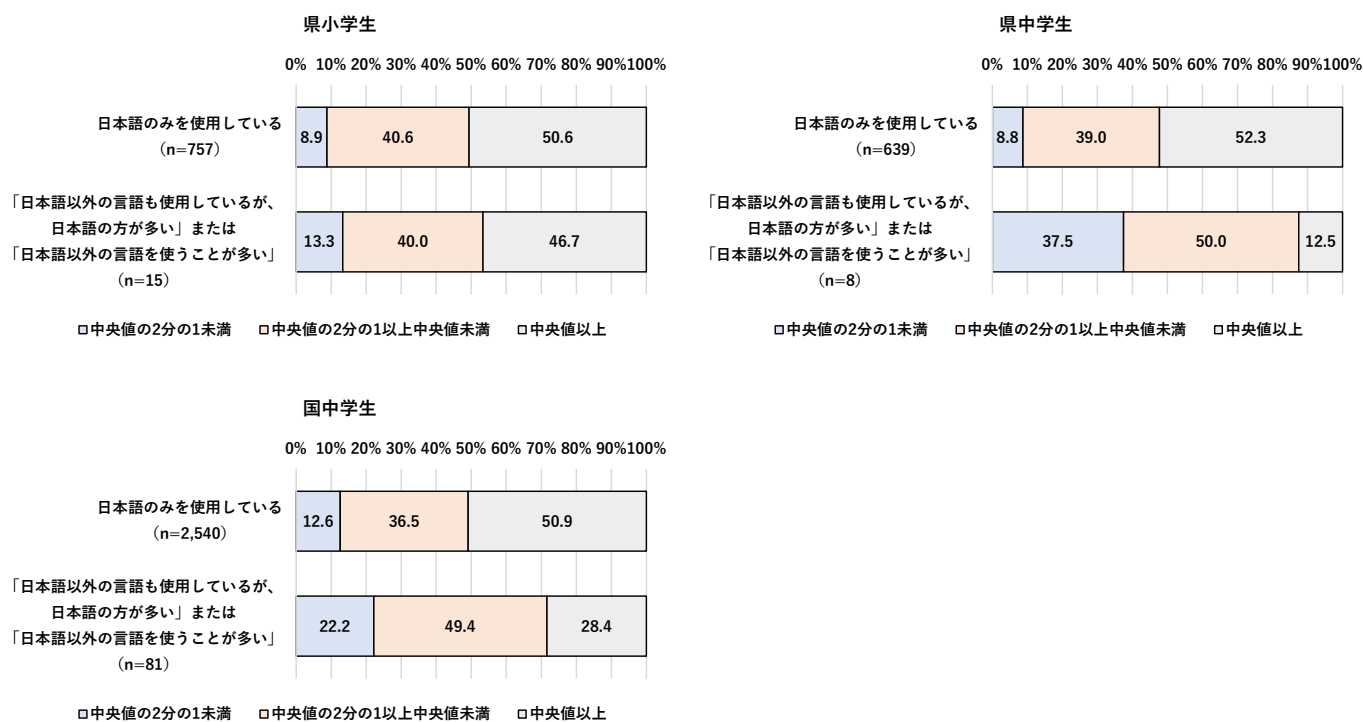 県小学生
0% 10% 20% 30% 40% 50% 60% 70% 80% 90%100%
日本語のみを使用している
（n=757）
8.9 40.6 50.6
「日本語以外の言語も使用しているが、
日本語の方が多い」または
「日本語以外の言語を使うことが多い」
（n=15）
13.3 40.0 46.7
中央値の2分の1未満 中央値の2分の1以上中央値未満 中央値以上
県中学生
0% 10% 20% 30% 40% 50% 60% 70% 80% 90%100%
日本語のみを使用している
（n=639）
8.8 39.0 52.3
「日本語以外の言語も使用しているが、
日本語の方が多い」または
「日本語以外の言語を使うことが多い」
（n=8）
37.5 50.0 12.5
中央値の2分の1未満 中央値の2分の1以上中央値未満 中央値以上
国中学生
0% 10% 20% 30% 40% 50% 60% 70% 80% 90%100%
日本語のみを使用している
（n=2,540）
12.6 36.5 50.9
「日本語以外の言語も使用しているが、
日本語の方が多い」または
「日本語以外の言語を使うことが多い」
（n=81）
22.2 49.4 28.4
中央値の2分の1未満 中央値の2分の1以上中央値未満 中央値以上